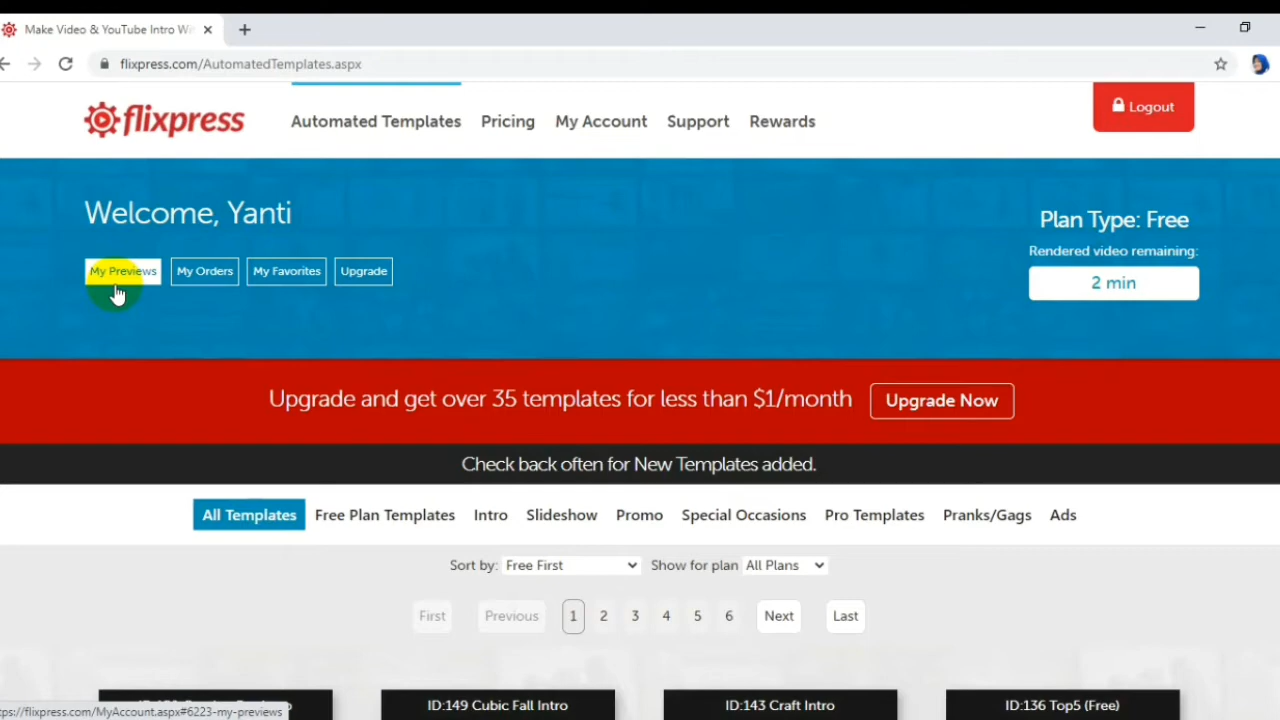 Make Video & YouTube Intro Wi
flixpress.com/AutomatedTemplates.aspx
flixpress
Automated Templates
Pricing
My Account
Support
Rewards
Logout
Welcome, Yanti
My Previews
My Orders
My Favorites
Upgrade
Plan Type: Free
Rendered video remaining:
2 min
Upgrade and get over 35 templates for less than $1/month
Upgrade Now
Check back often for New Templates added.
All Templates
Free Plan Templates
Intro
Slideshow
Promo
Special Occasions
Pro Templates
Pranks/Gags
Ads
Sort by: Free First
Show for plan All Plans
First
Previous
1
2
3
4
5
6
Next
Last
ID:149 Cubic Fall Intro
ID:143 Craft Intro
ID:136 Top5 (Free)
tps://flixpress.com/MyAccount.aspx#6223-my-previews